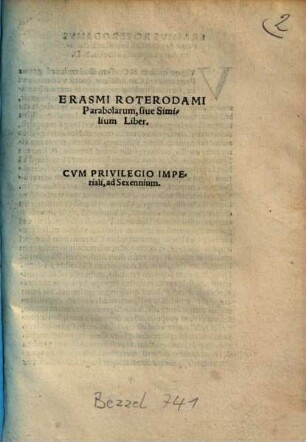 2
ERASMI ROTERODAMI
Parabolarum, siue Simi-
lium Liber.
CVM PRIVILEGIO IMPE-
riali, ad Sexennium.
Bezzel 741